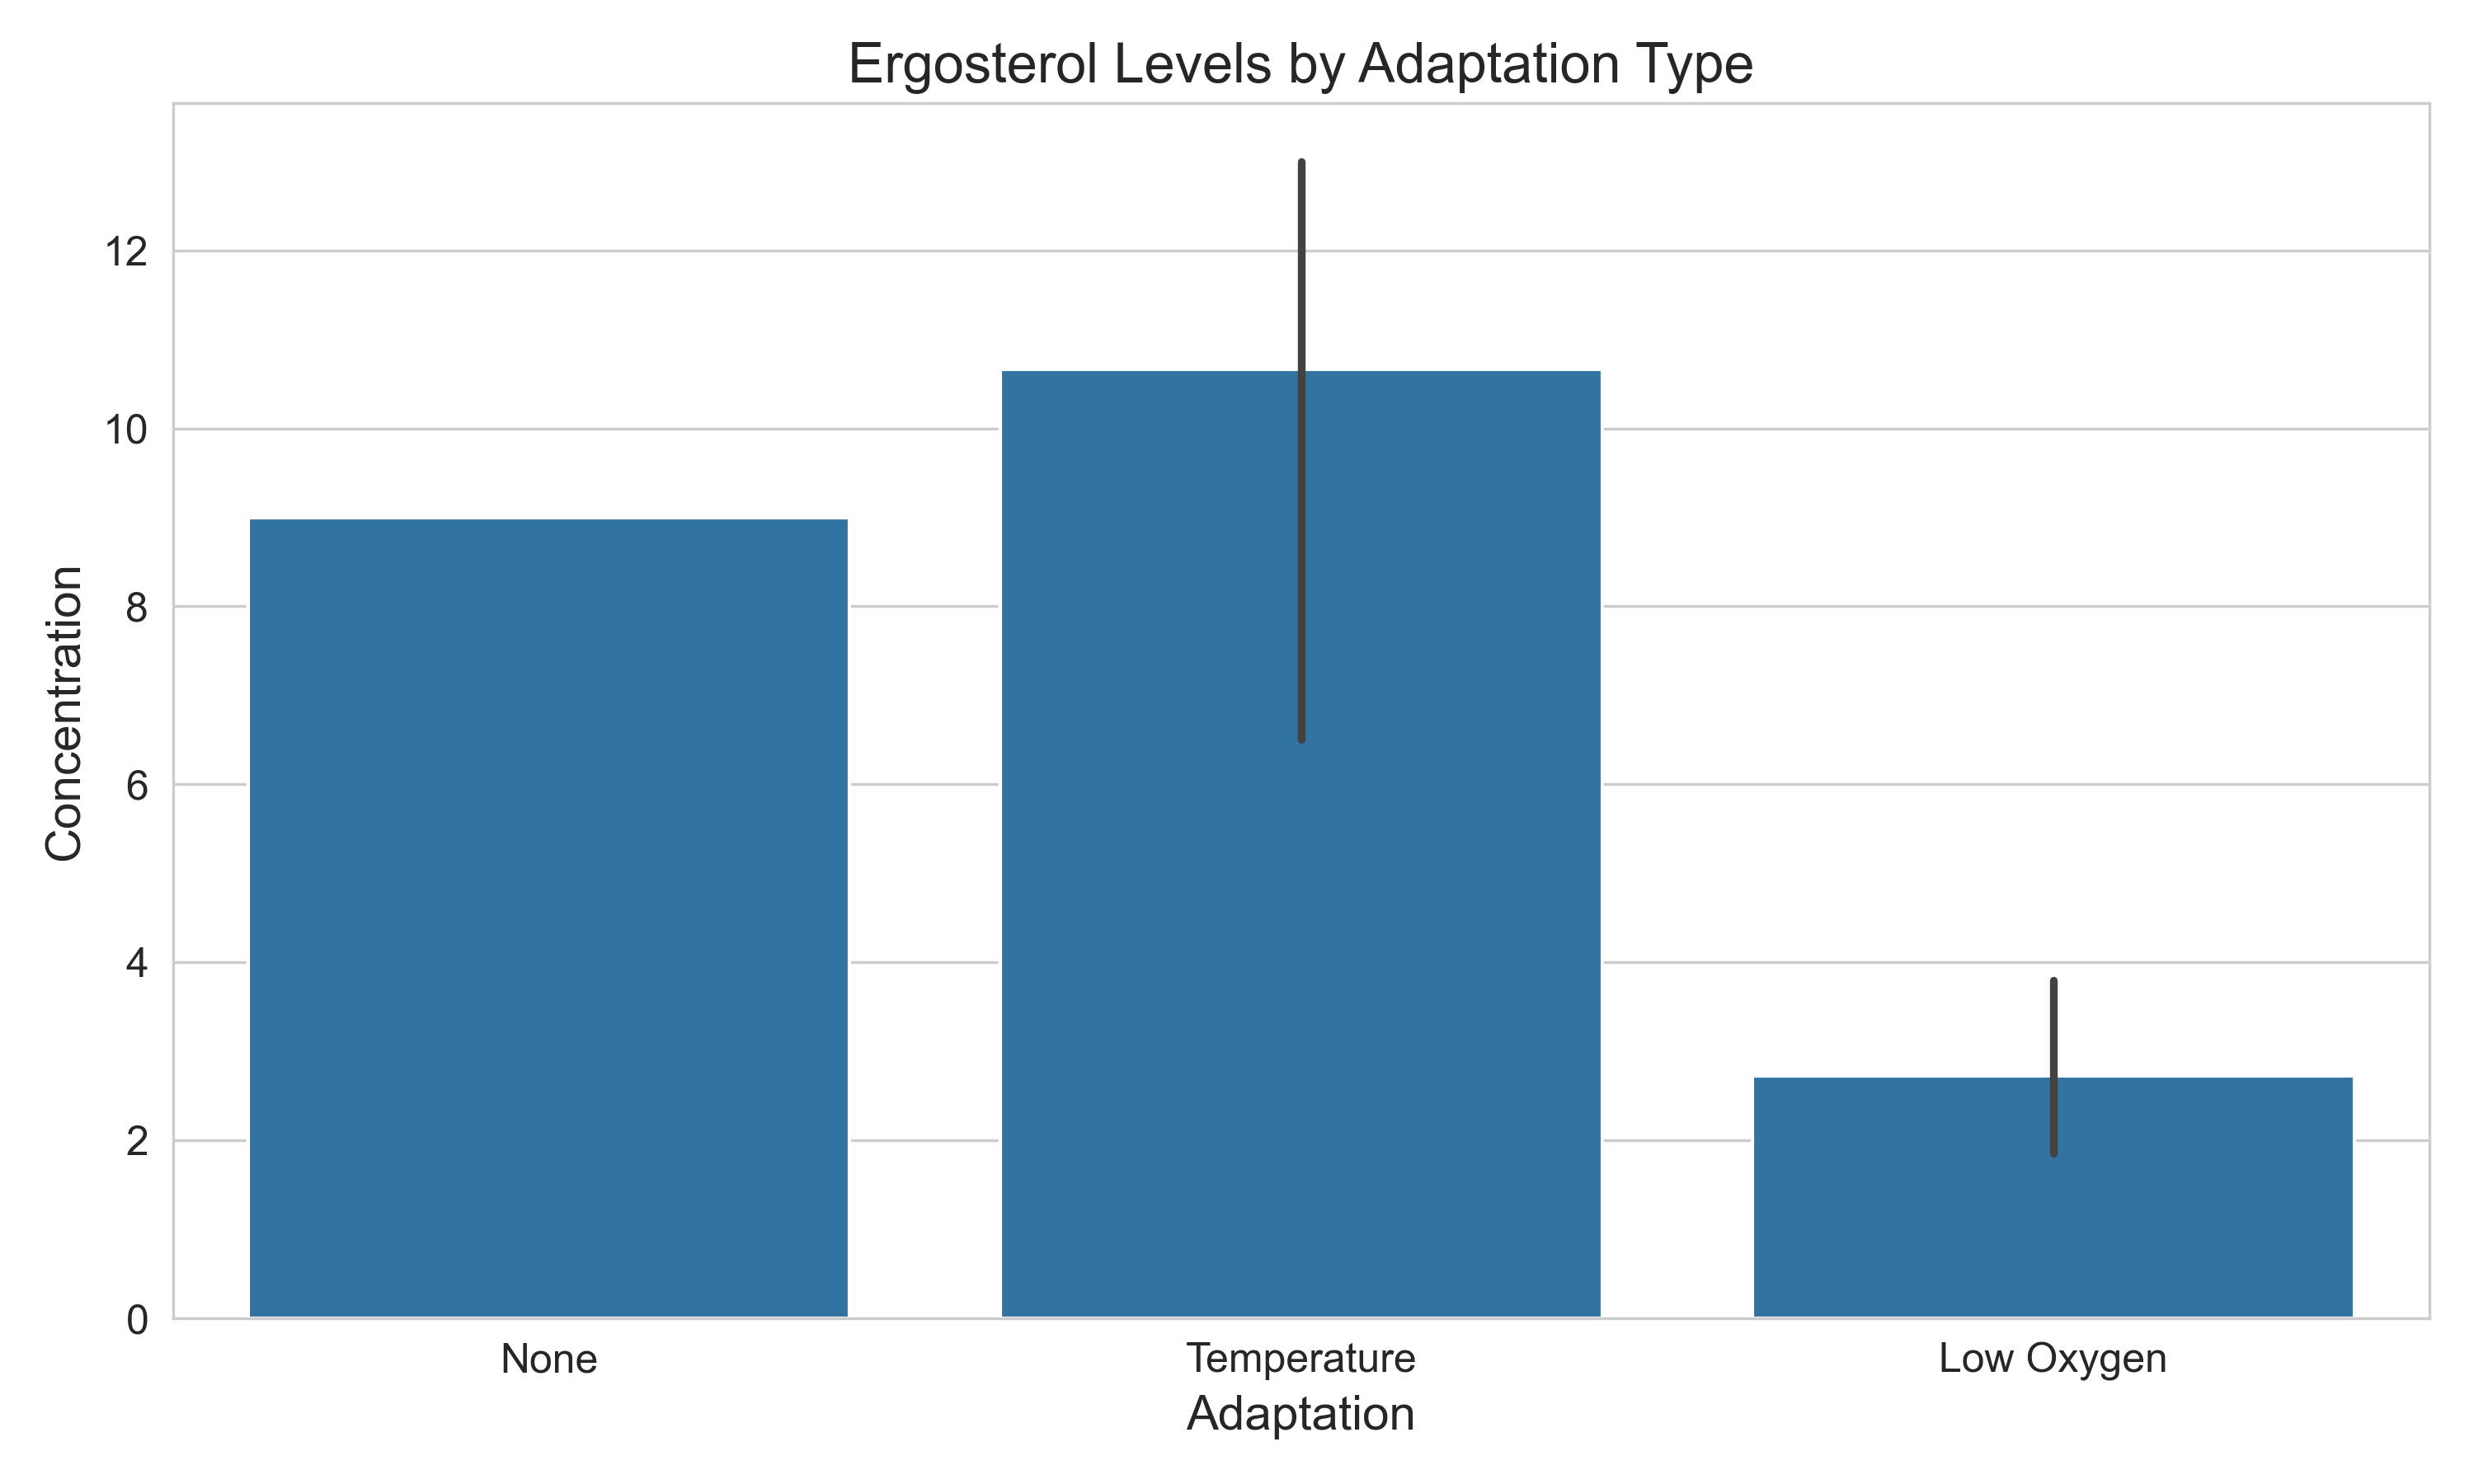 Ergosterol Levels by Adaptation Type
Concentration
12
10
8
6
4
2
0
None
Temperature
Low Oxygen
Adaptation